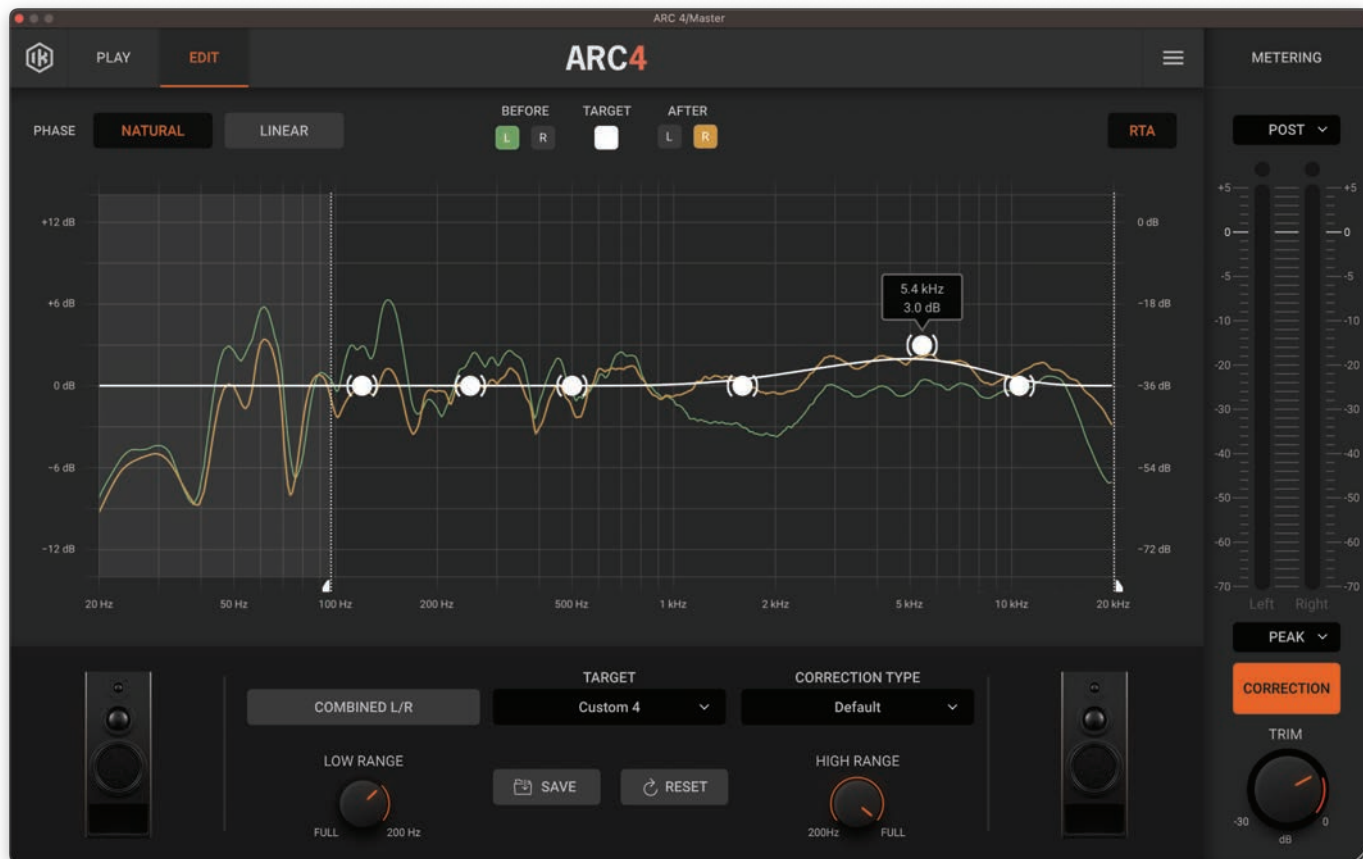 ARC 4/Master
IK
PLAY
EDIT
ARC4
METERING
PHASE
NATURAL
LINEAR
BEFORE
L
R
TARGET
AFTER
L
R
RTA
POST
+12 dB
+6 dB
0 dB
-6 dB
-12 dB
5.4 kHz
3.0 dB
0 dB
-18 dB
-36 dB
-54 dB
-72 dB
20 Hz
50 Hz
100 Hz
200 Hz
500 Hz
1 kHz
2 kHz
5 kHz
10 kHz
20 kHz
+5
0
-5
-10
-20
-30
-40
-50
-60
-70
+5
0
-5
-10
-20
-30
-40
-50
-60
-70
Left
Right
PEAK
CORRECTION
TRIM
-30
0
dB
COMBINED L/R
TARGET
Custom 4
CORRECTION TYPE
Default
LOW RANGE
FULL
200 Hz
SAVE
RESET
HIGH RANGE
200Hz
FULL